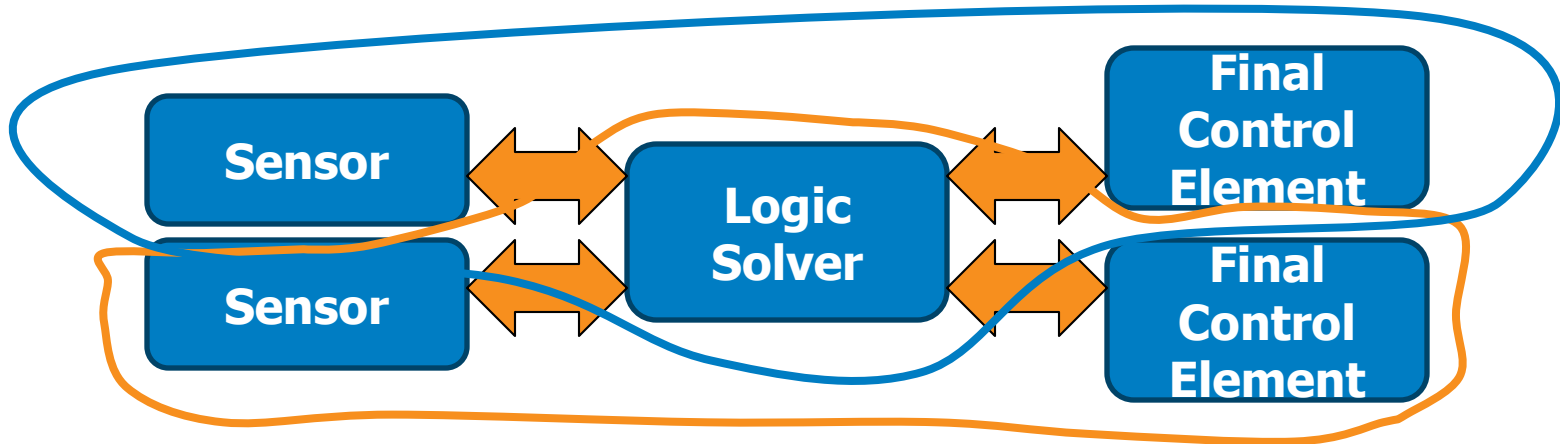 Sensor
Sensor
Logic
Solver
Final
Control
Element
Final
Control
Element